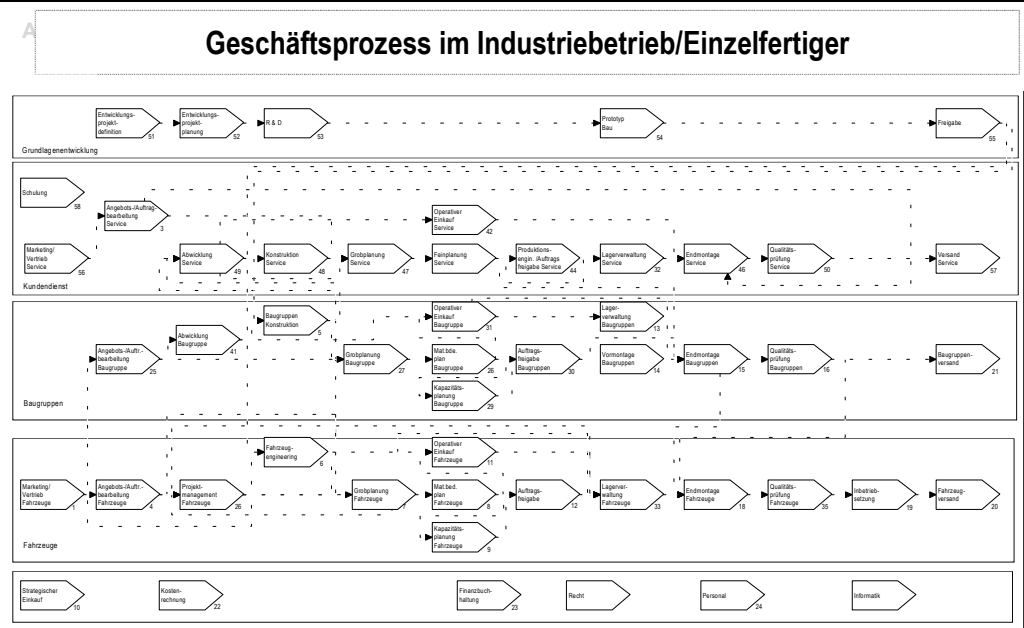 A
Geschäftsprozess im Industriebetrieb/Einzelfertiger
Entwicklungs-
projekt-
definition
51
Entwicklungs-
projekt-
planung
52
R & D
53
Prototyp
Bau
54
Freigabe
55
Grundlagenentwicklung
Schulung
58
Angebots-/Auftrag-
bearbeitung
Service
3
Operativer
Einkauf
Service
42
Marketing/
Vertrieb
Service
56
Abwicklung
Service
49
Konstruktion
Service
48
Grobplanung
Service
47
Feinplanung
Service
Produktions-
engin. /Auftrags
freigabe Service
44
Lagerverwaltung
Service
32
Endmontage
Service
46
Qualitäts-
prüfung
Service
50
Versand
Service
57
Kundendienst
Baugruppen
Konstruktion
5
Operativer
Einkauf
Baugruppe
31
Lager-
verwaltung
Baugruppen
13
Abwicklung
Baugruppe
41
Angebots-/Auftr.-
bearbeitung
Baugruppe
25
Grobplanung
Baugruppe
27
Mat.bde.
plan
Baugruppe
26
Auftrags-
freigabe
Baugruppen
30
Vormontage
Baugruppen
14
Endmontage
Baugruppen
15
Qualitäts-
prüfung
Baugruppen
16
Baugruppen-
versand
21
Kapazitäts-
planung
Baugruppe
29
Baugruppen
Fahrzeug-
engineering
6
Operativer
Einkauf
Fahrzeuge
11
Marketing/
Vertrieb
Fahrzeuge
1
Angebots-/Auftr.-
bearbeitung
Fahrzeuge
4
Projekt-
management
Fahrzeuge
26
Grobplanung
Fahrzeuge
7
Mat.bed.
plan
Fahrzeuge
8
Auftrags-
freigabe
12
Lagerver-
waltung
Fahrzeuge
33
Endmontage
Fahrzeuge
18
Qualitäts-
prüfung
Fahrzeuge
35
Inbetrieb-
setzung
19
Fahrzeug-
versand
20
Kapazitäts-
planung
Fahrzeuge
9
Fahrzeuge
Strategischer
Einkauf
10
Kosten-
rechnung
22
Finanzbuch-
haltung
23
Recht
Personal
24
Informatik